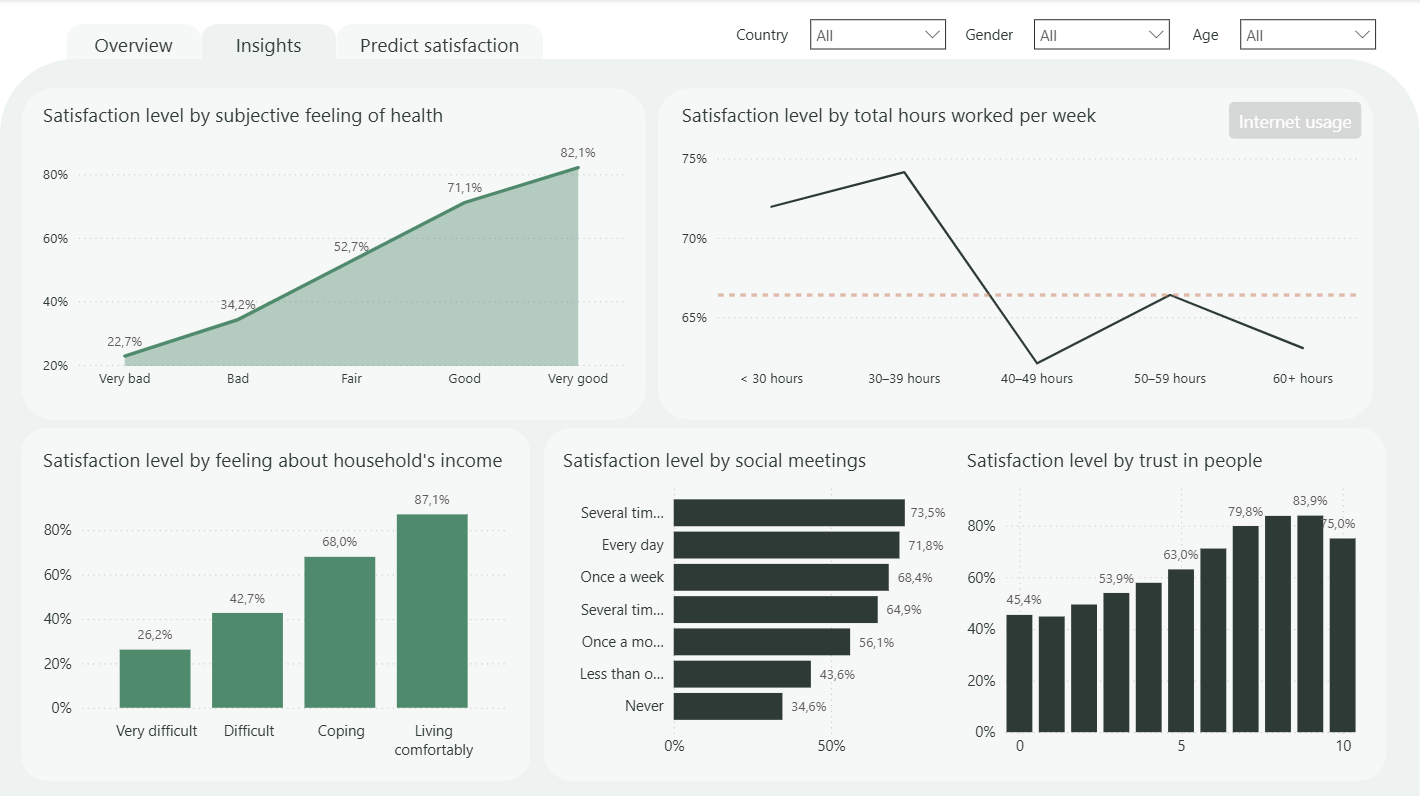 Overview
Insights
Predict satisfaction
Country
All
Gender
All
Age
All
Satisfaction level by subjective feeling of health
82,1%
80%
71,1%
60%
52,7%
40%
34,2%
22,7%
20%
Very bad
Bad
Fair
Good
Very good
Satisfaction level by total hours worked per week
Internet usage
75%
70%
65%
< 30 hours
30–39 hours
40–49 hours
50–59 hours
60+ hours
Satisfaction level by feeling about household's income
87,1%
80%
68,0%
60%
42,7%
40%
26,2%
20%
0%
Very difficult
Difficult
Coping
Living
comfortably
Satisfaction level by social meetings
Several tim...
73,5%
Every day
71,8%
Once a week
68,4%
Several tim...
64,9%
Once a mo...
56,1%
Less than o...
43,6%
Never
34,6%
0%
50%
Satisfaction level by trust in people
83,9%
80%
79,8%
75,0%
63,0%
60%
53,9%
45,4%
40%
20%
0%
0
5
10